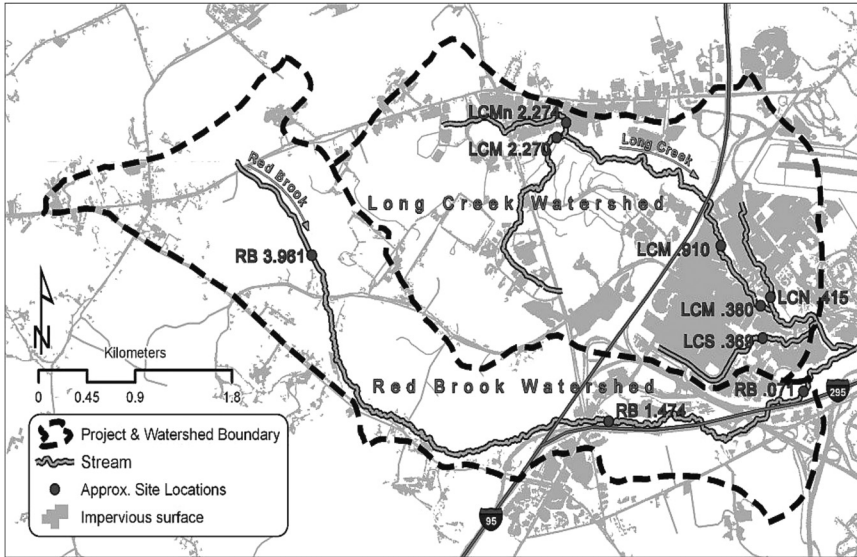 LCMn 2.274
LCM 2.270
Long Creek
Red Brook
Long Creek Watershed
RB 3.961
LCM .910
LCN .415
LCM .380
LCS .369
N
Kilometers
0 0.45 0.9 1.8
Red Brook Watershed
RB .071
295
RB 1.474
95
Project & Watershed Boundary
Stream
Approx. Site Locations
Impervious surface